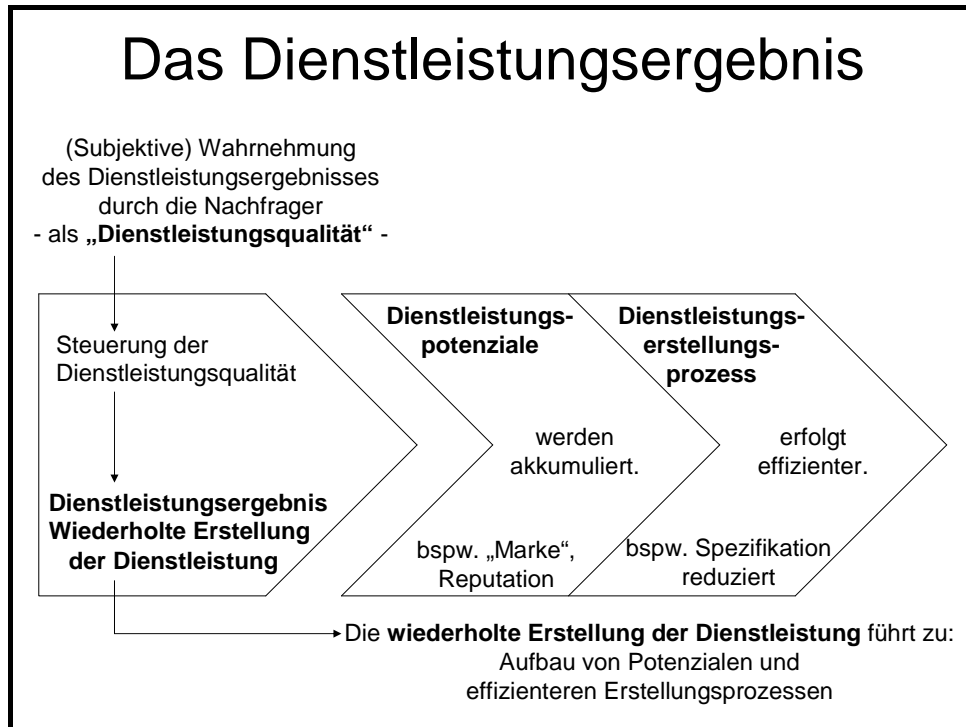 Das Dienstleistungsergebnis
(Subjektive) Wahrnehmung
des Dienstleistungsergebnisses
durch die Nachfrager
- als „Dienstleistungsqualität“ -
Steuerung der
Dienstleistungsqualität
Dienstleistungsergebnis
Wiederholte Erstellung
der Dienstleistung
Dienstleistungs-
potenziale
werden
akkumuliert.
bspw. „Marke“,
Reputation
Dienstleistungs-
erstellungs-
prozess
erfolgt
effizienter.
bspw. Spezifikation
reduziert
Die wiederholte Erstellung der Dienstleistung führt zu:
Aufbau von Potenzialen und
effizienteren Erstellungsprozessen